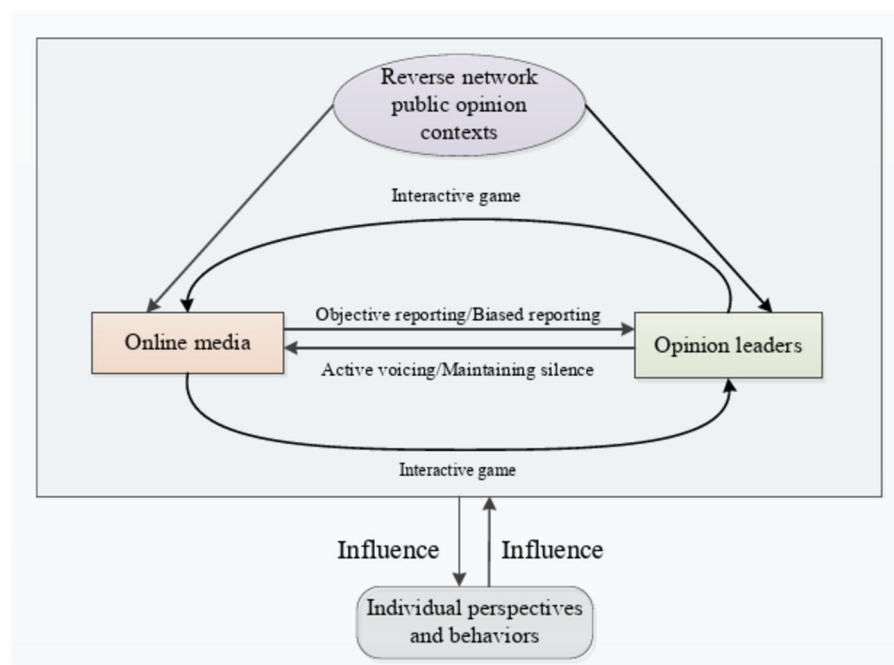 Reverse network
public opinion
contexts
Interactive game
Objective reporting/Biased reporting
Online media
Opinion leaders
Active voicing/Maintaining silence
Interactive game
Influence
Influence
Individual perspectives
and behaviors